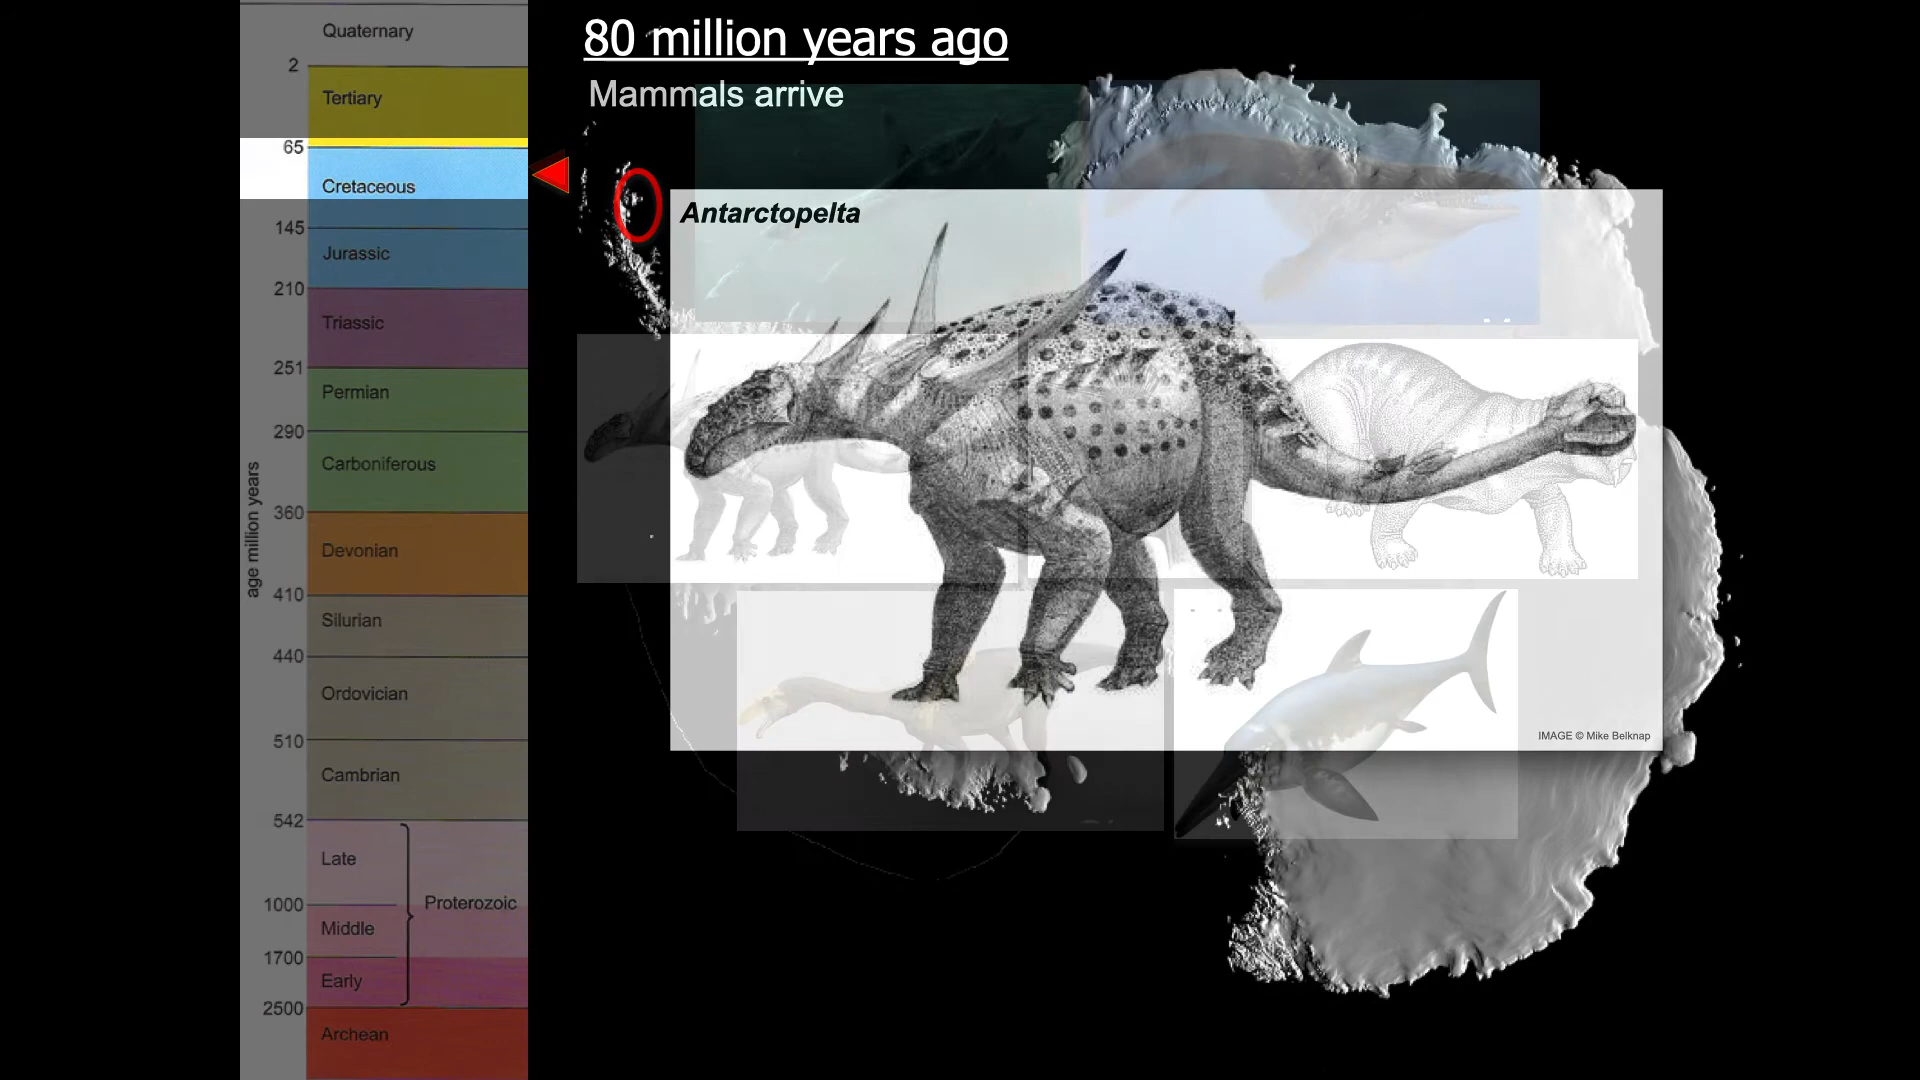 80 million years ago
Mammals arrive
Antarctopelta
IMAGE © Mike Belknap
age million years
Quaternary
2
Tertiary
65
Cretaceous
145
Jurassic
210
Triassic
251
Permian
290
Carboniferous
360
Devonian
410
Silurian
440
Ordovician
510
Cambrian
542
Late
Proterozoic
1000
Middle
1700
Early
2500
Archean